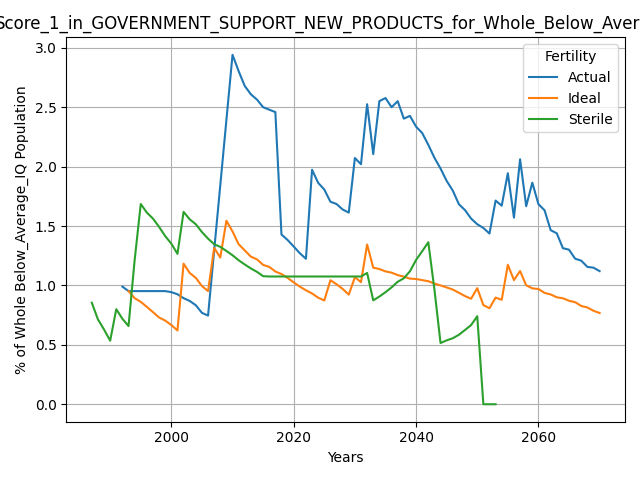 Score_1_in_GOVERNMENT_SUPPORT_NEW_PRODUCTS_for_Whole_Below_Aver
3.0
2.5
2.0
1.5
1.0
0.5
0.0
% of Whole Below_Average_IQ Population
Fertility
Actual
Ideal
Sterile
2000
2020
2040
2060
Years